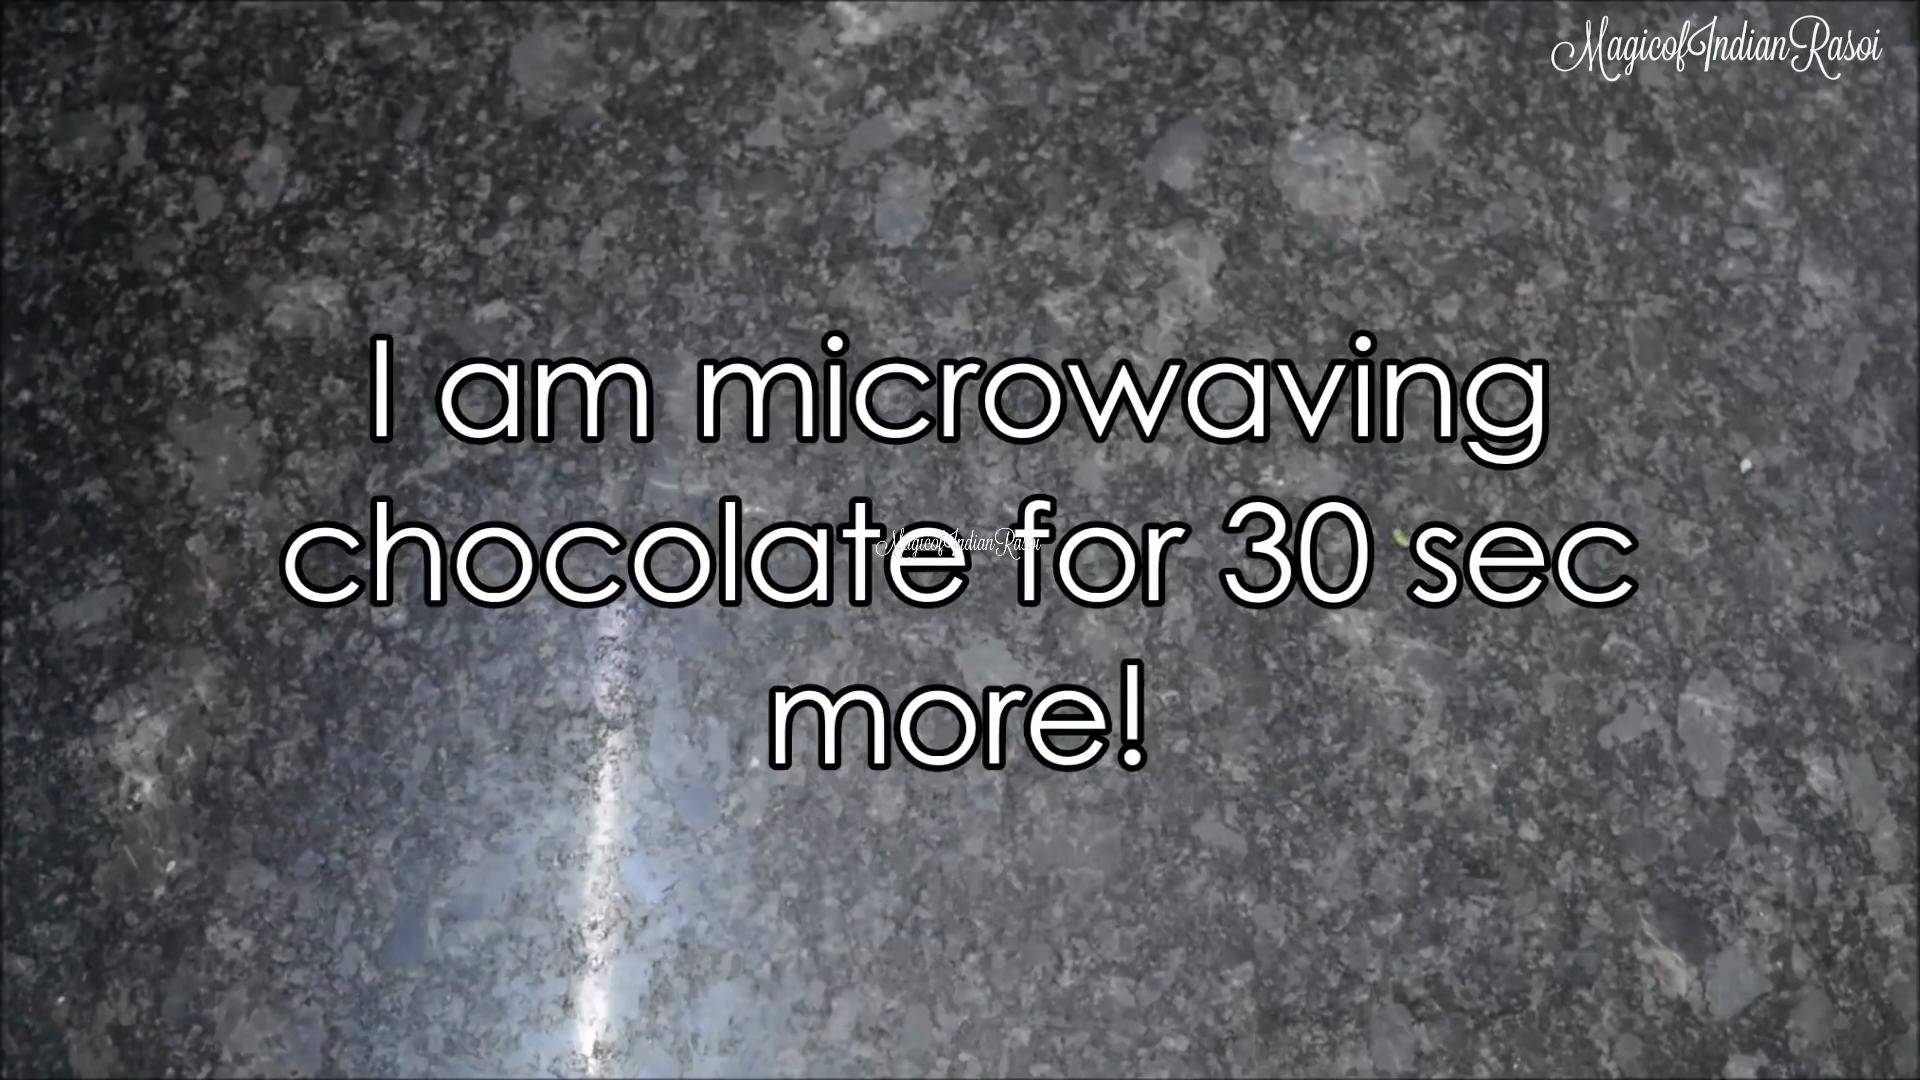 MagicofIndianRasoi
I am microwaving
chocolate for 30 sec
MagicofIndianRasoi
more!